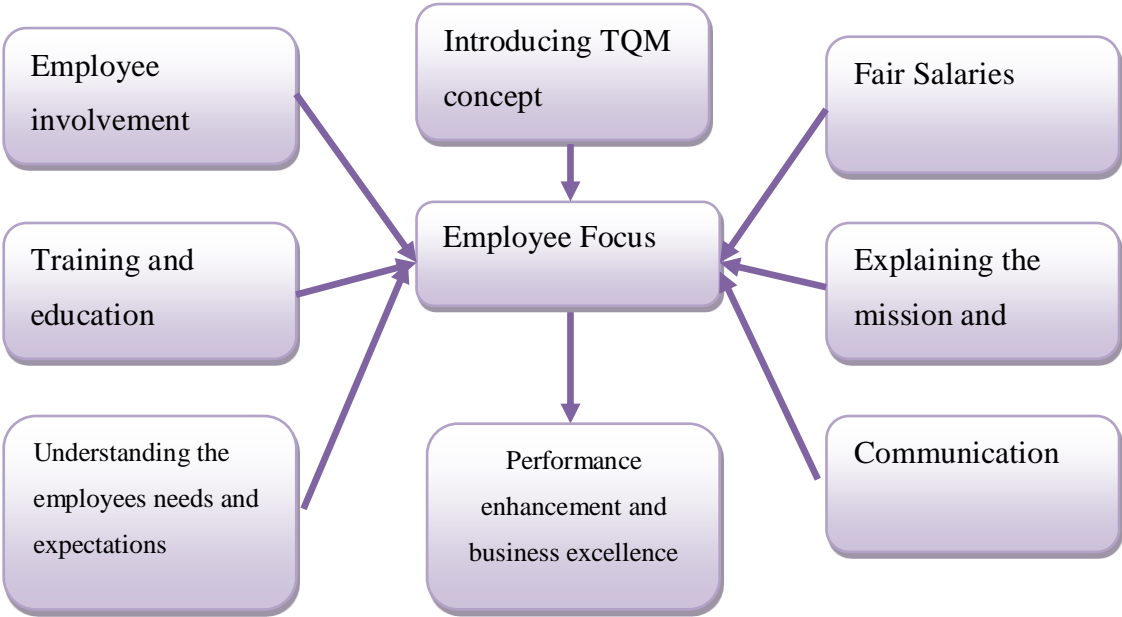 Employee
involvement
Introducing TQM
concept
Fair Salaries
Training and
education
Employee Focus
Explaining the
mission and
Understanding the
employees needs and
expectations
Performance
enhancement and
business excellence
Communication